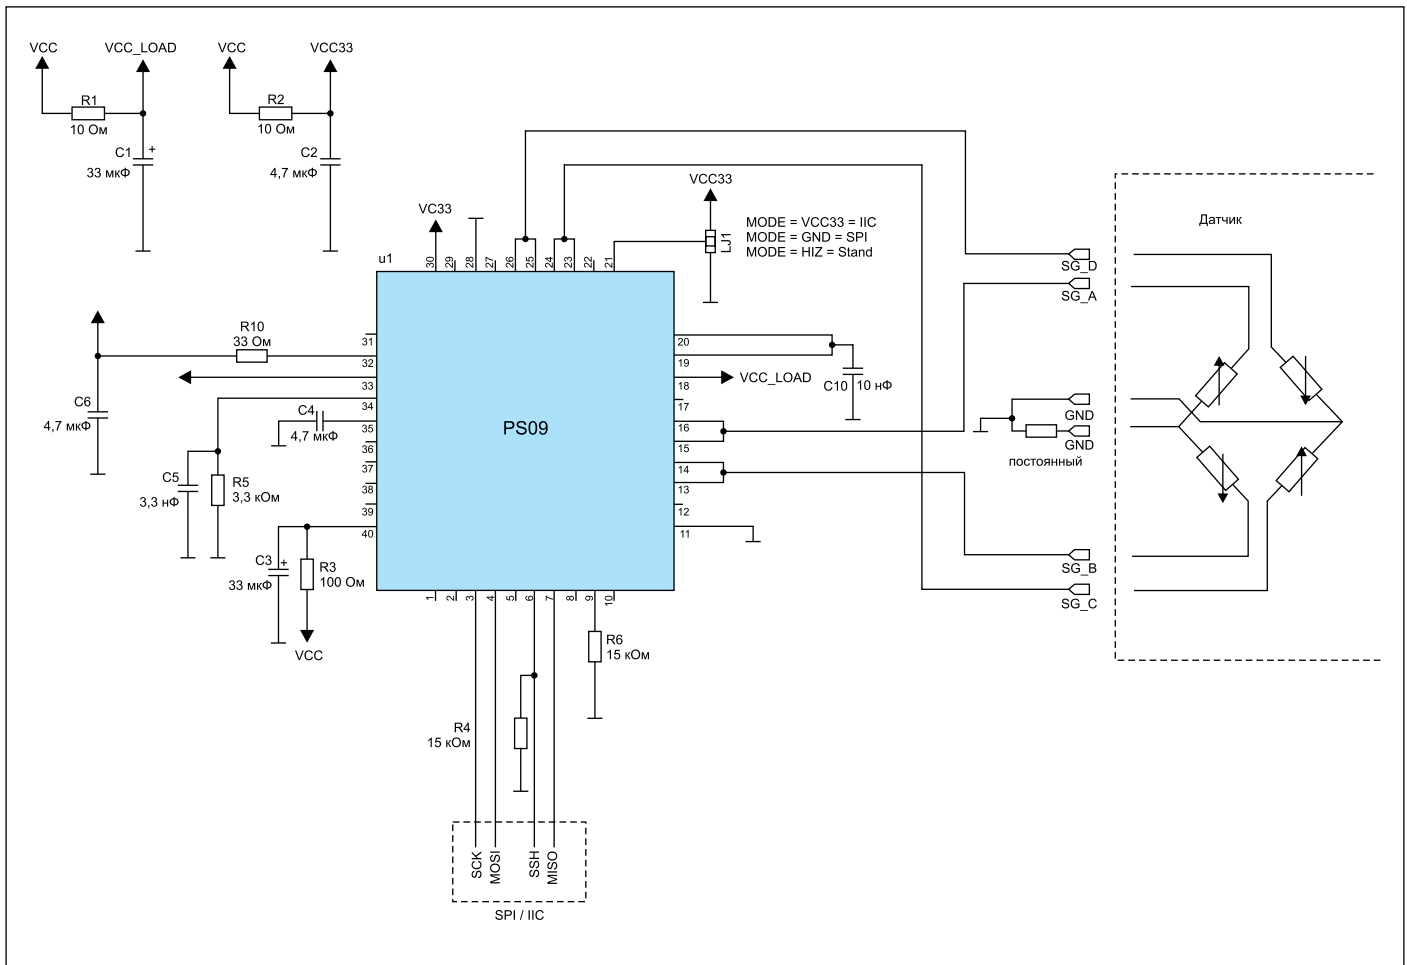 VCC
VCC_LOAD
VCC
VCC33
R1
10 Ом
R2
10 Ом
C1
+
33 мкФ
C2
4,7 мкФ
VCC33
VC33
MODE = VCC33 = IIC
MODE = GND = SPI
MODE = HIZ = Stand
LJ1
Датчик
u1
30
29
28
27
26
25
24
23
22
21
SG_D
SG_A
R10
33 Ом
31
32
33
34
35
36
37
38
39
40
20
19
18
17
16
15
14
13
12
11
VCC_LOAD
C10
10 нФ
C6
4,7 мкФ
C4
4,7 мкФ
PS09
GND
GND
постоянный
C5
3,3 нФ
R5
3,3 кОм
C3
+
33 мкФ
R3
100 Ом
VCC
SG_B
SG_C
1
2
3
4
5
6
7
8
9
10
R6
15 кОм
R4
15 кОм
SCK
MOSI
SSH
MISO
SPI / IIC